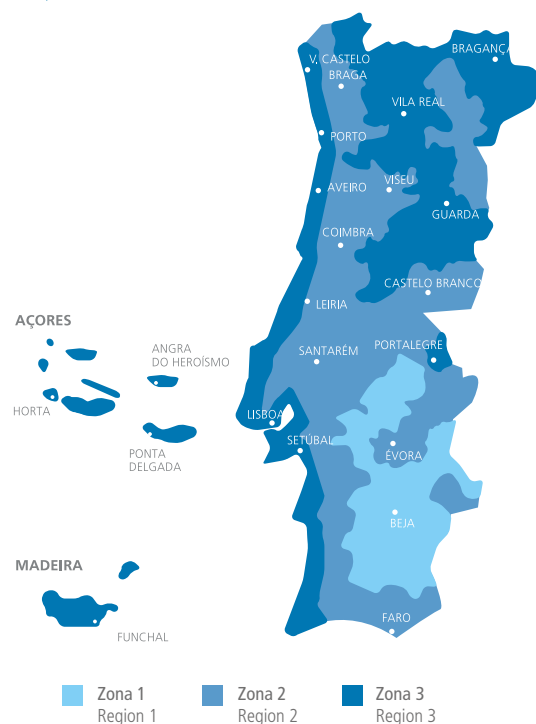 BRAGANÇA
V. CASTELO
BRAGA
VILA REAL
PORTO
AVEIRO
VISEU
GUARDA
COIMBRA
CASTELO BRANCO
LEIRIA
AÇORES
ANGRA
DO HEROÍSMO
SANTARÉM
PORTALEGRE
HORTA
LISBOA
PONTA
DELGADA
SETÚBAL
ÉVORA
BEJA
MADEIRA
FUNCHAL
FARO
Zona 1
Region 1
Zona 2
Region 2
Zona 3
Region 3